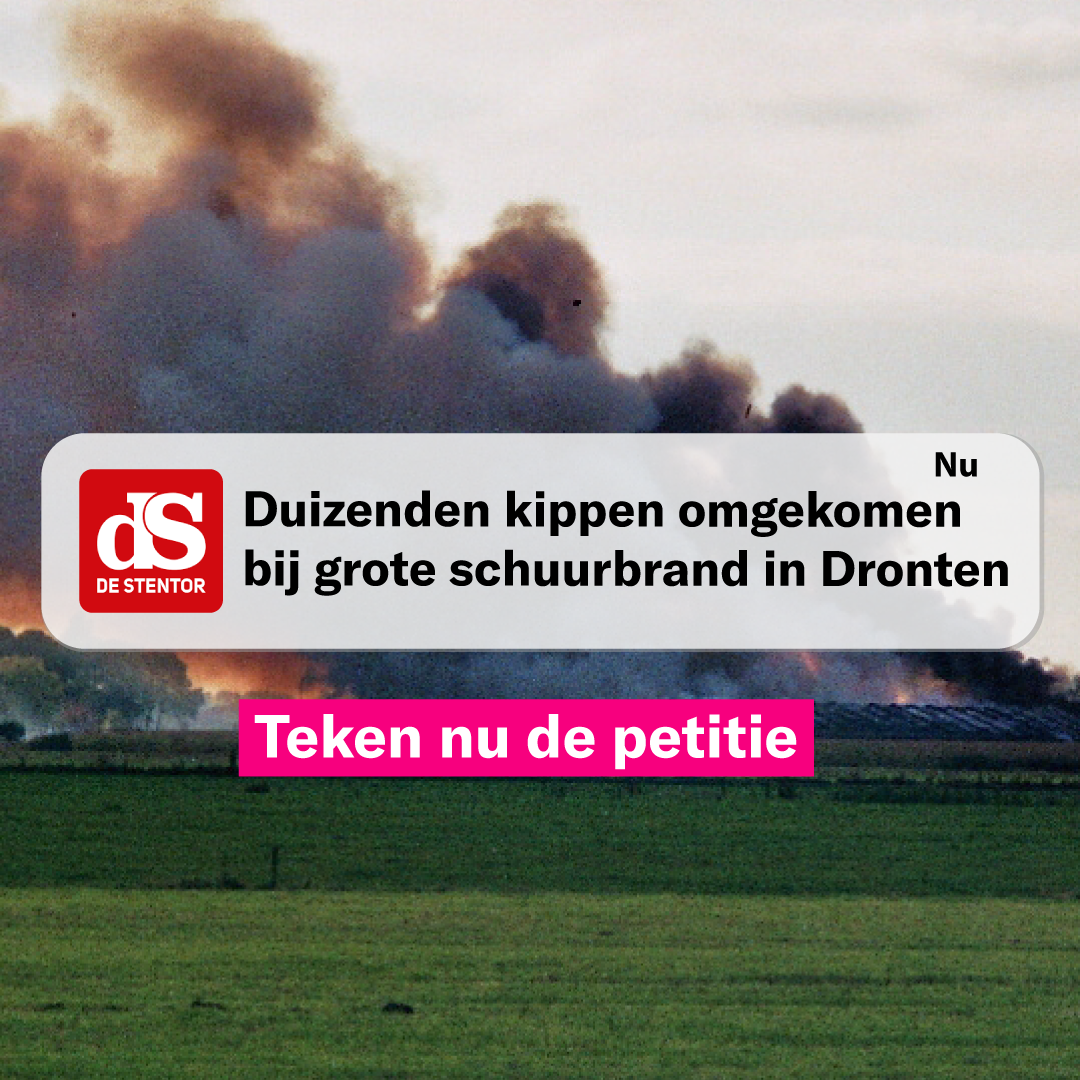 Nu
dS
DE STENTOR
Duizenden kippen omgekomen
bij grote schuurbrand in Dronten
Teken nu de petitie